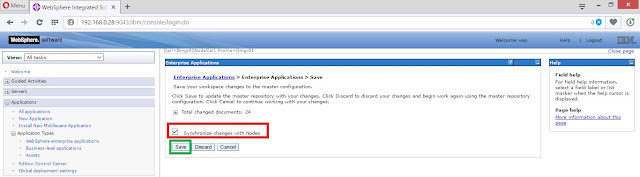 Menu
WebSphere Integrated Sol
192.168.0.28:9043/ibm/console/login.do
WebSphere. software
Welcome was
Help
Logout
IBM.
Cell=Dmgr01NodeCell, Profile=Dmgr01
Close page
View: All tasks
Welcome
Guided Activities
Servers
Applications
All applications
New Application
Install New Middleware Application
Application Types
WebSphere enterprise applications
Business-level applications
Assets
Edition Control Center
Global deployment settings
Enterprise Applications
?
Enterprise Applications > Enterprise Applications > Save
Save your workspace changes to the master configuration.
Click Save to update the master repository with your changes. Click Discard to discard your changes and begin work again using the master repository
configuration. Click Cancel to continue working with your changes.
Total changed documents: 24
Synchronize changes with Nodes
Save
Discard
Cancel
Help
Field help
For field help information,
select a field label or list
marker when the help cursor is
displayed.
Page help
More information about this
page